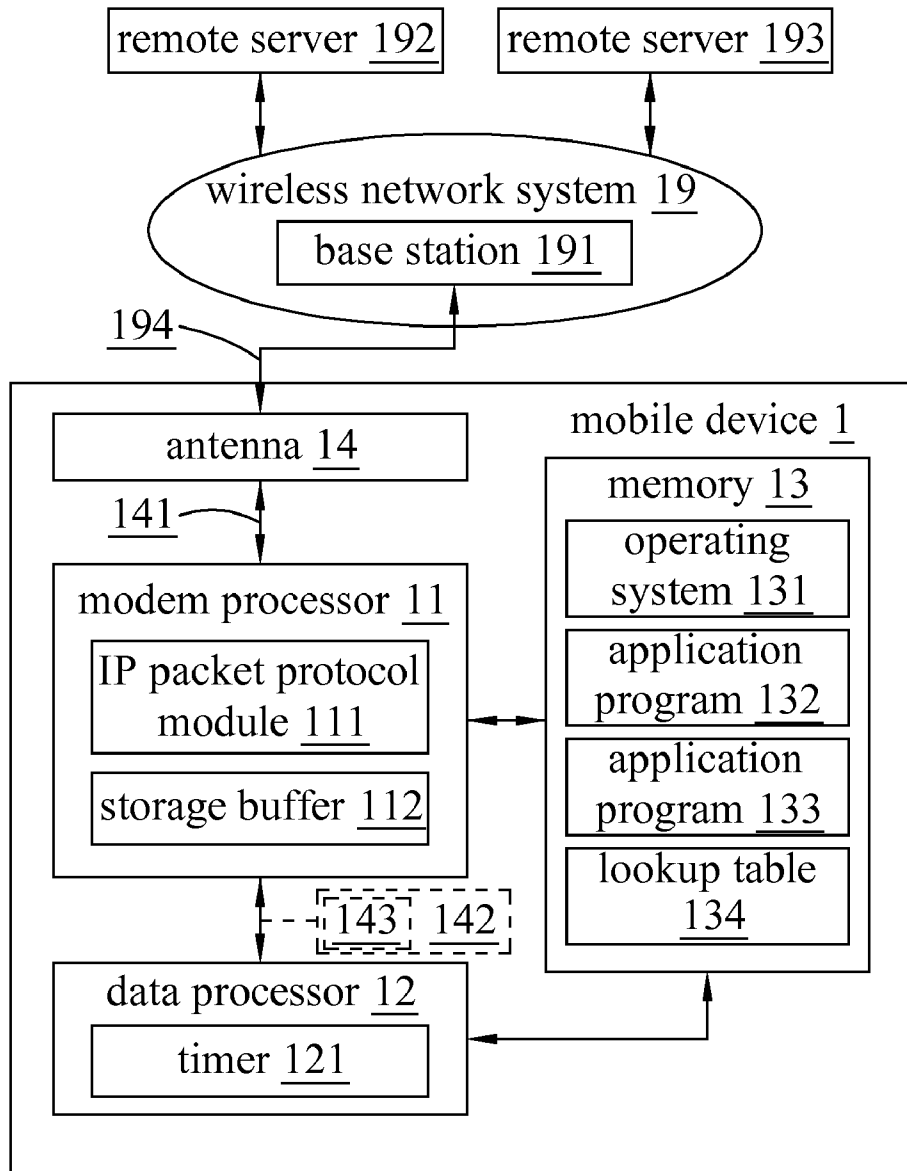 remote server 192
remote server 193
wireless network system 19
base station 191
194
mobile device 1
antenna 14
141
memory 13
operating
system 131
application
program 132
application
program 133
lookup table
134
modem processor 11
IP packet protocol
module 111
storage buffer 112
143 142
data processor 12
timer 121